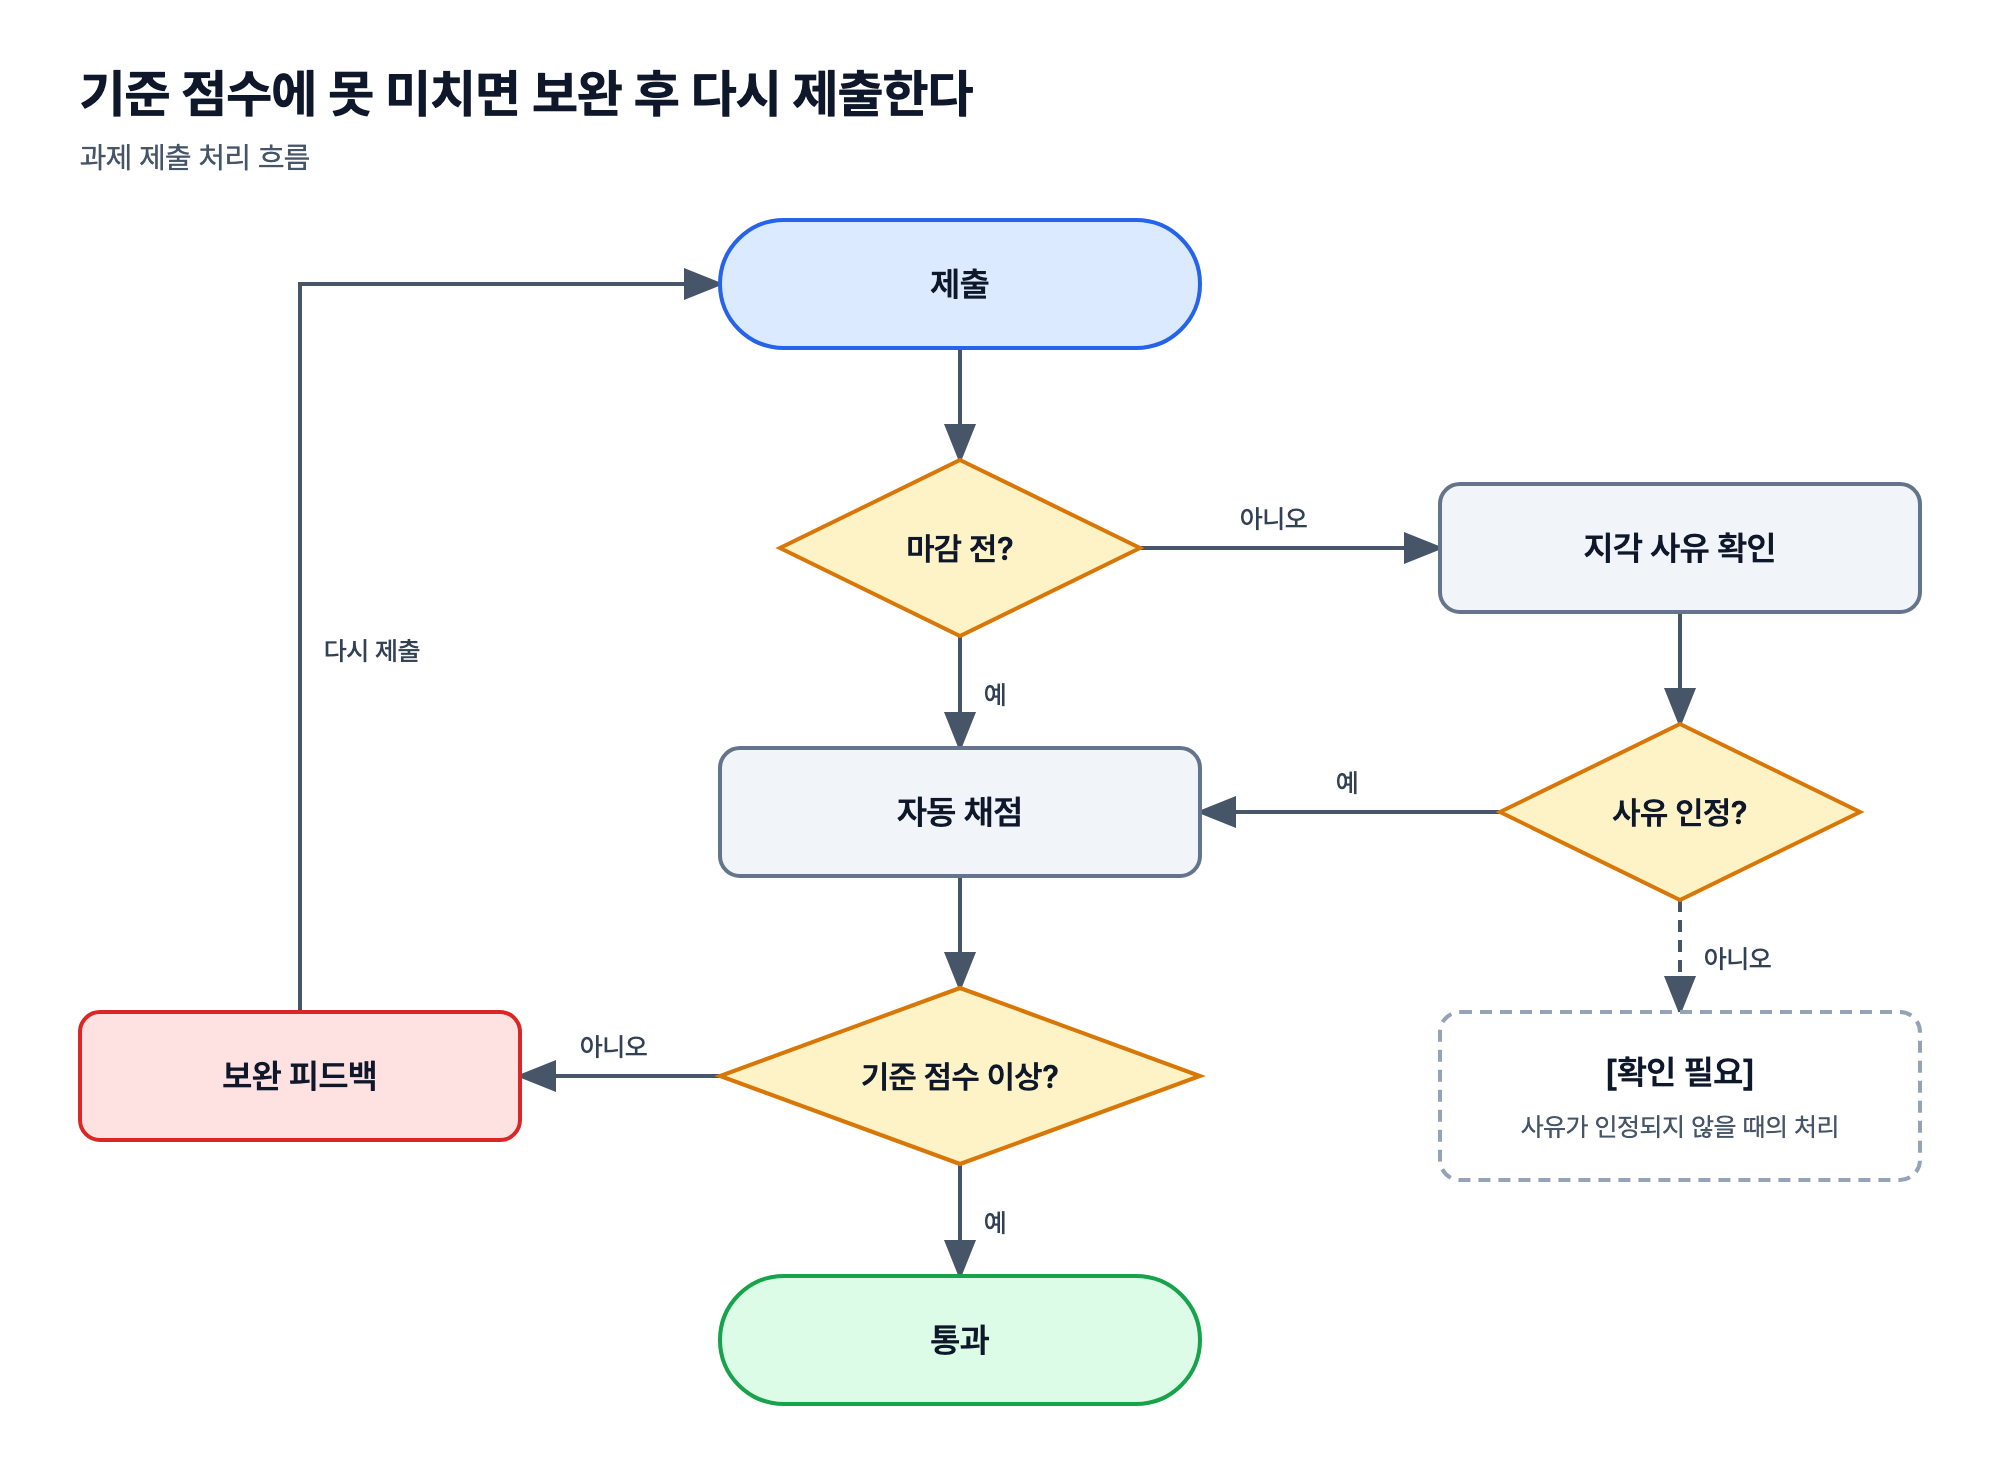 기준 점수에 못 미치면 보완 후 다시 제출한다
과제 제출 처리 흐름
제출
마감 전?
아니오
지각 사유 확인
다시 제출
예
자동 채점
예
사유 인정?
아니오
보완 피드백
아니오
기준 점수 이상?
[확인 필요]
사유가 인정되지 않을 때의 처리
예
통과